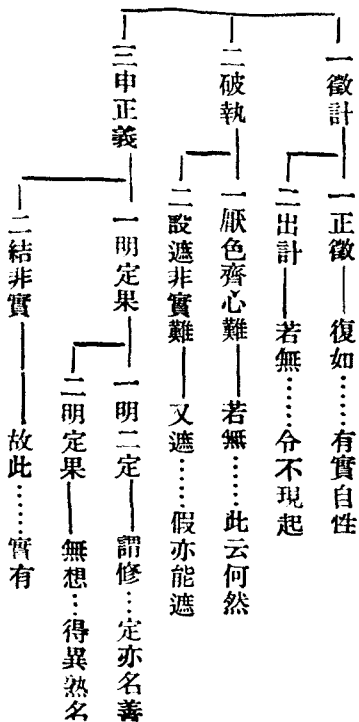 一徵計 一正徵 復如……有實自性
二出計 若無……令不現起
二破執 一厭色齊心難 若無……此云何然
二設遮非實難 又遮……假亦能遮
三申正義 一明定果 一明二定 謂修…定亦名善
二明定果 無想…得異熟名
二結非實 故此……實有